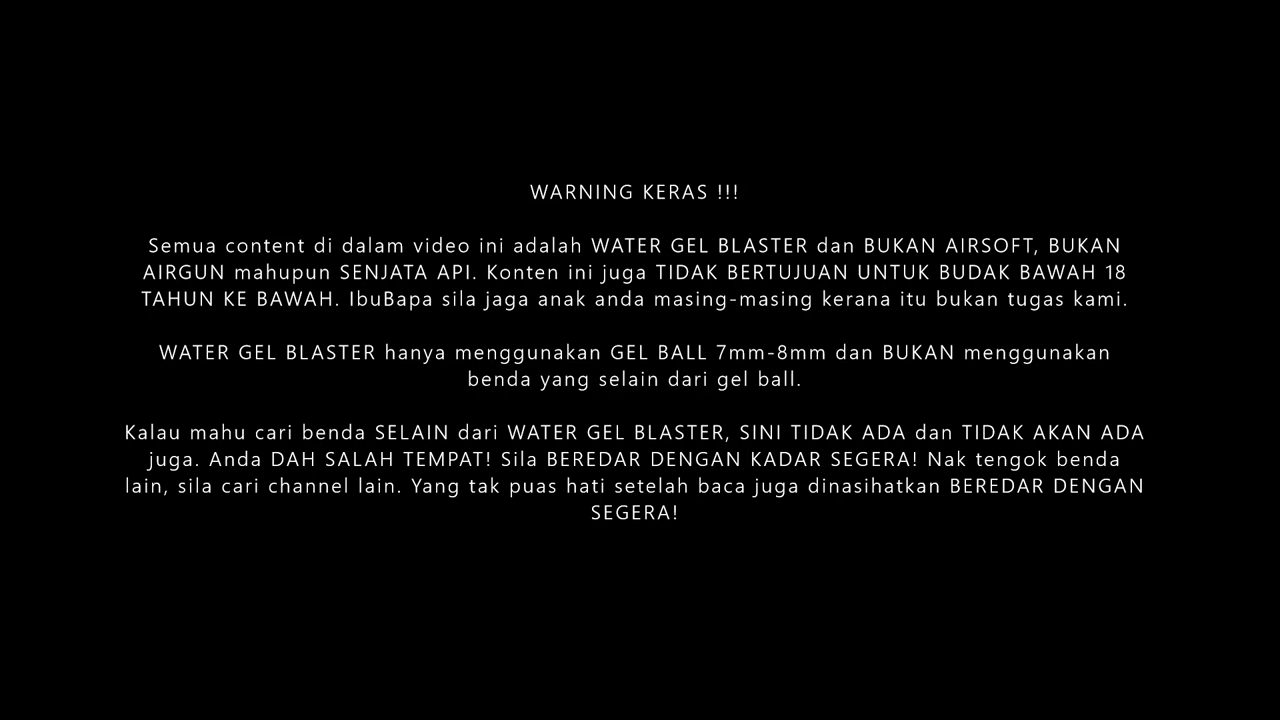 WARNING KERAS !!!
Semua content di dalam video ini adalah WATER GEL BLASTER dan BUKAN AIRSOFT, BUKAN
AIRGUN mahupun SENJATA API. Konten ini juga TIDAK BERTUJUAN UNTUK BUDAK BAWAH 18
TAHUN KE BAWAH. IbuBapa sila jaga anak anda masing-masing kerana itu bukan tugas kami.
WATER GEL BLASTER hanya menggunakan GEL BALL 7mm-8mm dan BUKAN menggunakan
benda yang selain dari gel ball.
Kalau mahu cari benda SELAIN dari WATER GEL BLASTER, SINI TIDAK ADA dan TIDAK AKAN ADA
juga. Anda DAH SALAH TEMPAT! Sila BEREDAR DENGAN KADAR SEGERA! Nak tengok benda
lain, sila cari channel lain. Yang tak puas hati setelah baca juga dinasihatkan BEREDAR DENGAN
SEGERA!